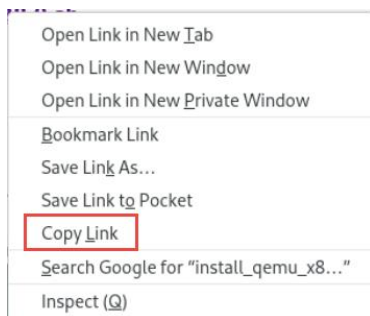 Open Link in New Tab
Open Link in New Window
Open Link in New Private Window
Bookmark Link
Save Link As...
Save Link to Pocket
Copy Link
Search Google for “install_qemu_x8...”
Inspect (Q)